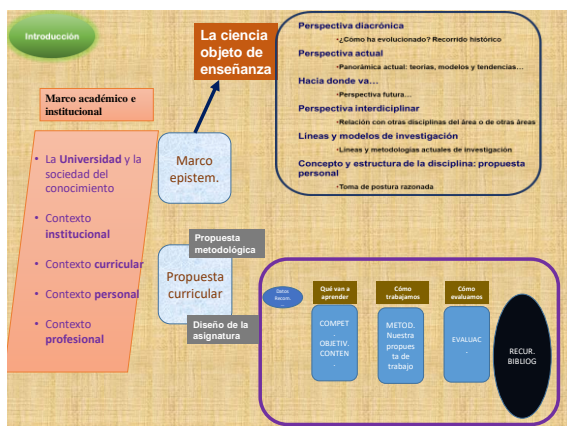 Introducción
La ciencia
objeto de
enseñanza
Perspectiva diacrónica
•¿Cómo ha evolucionado? Recorrido histórico
Perspectiva actual
•Panorámica actual: teorías, modelos y tendencias…
Hacia donde va…
•Perspectiva futura…
Perspectiva interdiciplinar
•Relación con otras disciplinas del área o de otras áreas
Líneas y modelos de investigación
•Líneas y metodologías actuales de investigación
Concepto y estructura de la disciplina: propuesta
personal
•Toma de postura razonada
Marco académico e
institucional
• La Universidad y la
sociedad del
conocimiento
• Contexto
institucional
• Contexto curricular
• Contexto personal
• Contexto
profesional
Marco
epistem.
Propuesta
metodológica
Propuesta
curricular
Diseño de la
asignatura
Datos
Recom.
…
Qué van a
aprender
COMPET
.
OBJETIV.
CONTEN
.
Cómo
trabajamos
METOD.
Nuestra
propues
ta de
trabajo
Cómo
evaluamos
EVALUAC
.
RECUR.
BIBLIOG